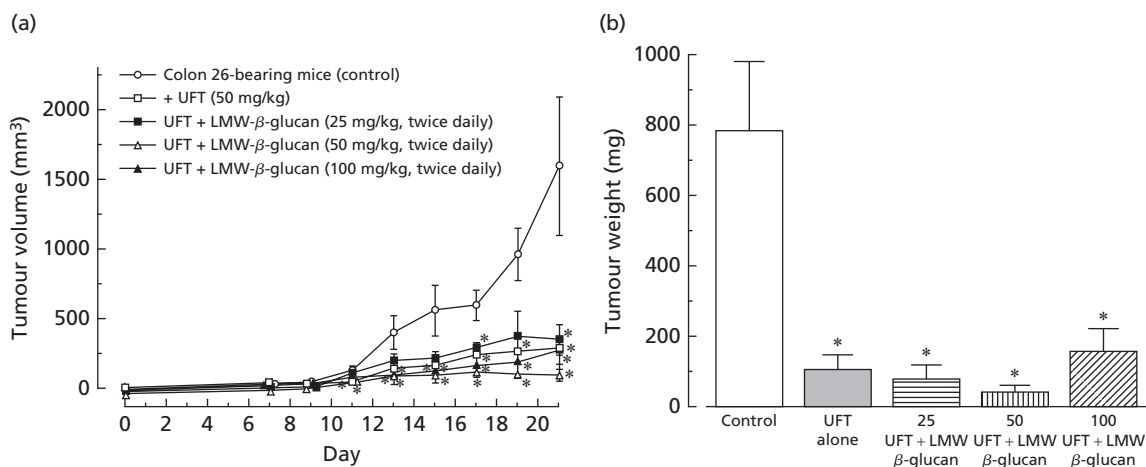 (a)
Colon 26-bearing mice (control)
+ UFT (50 mg/kg)
UFT + LMW-β-glucan (25 mg/kg, twice daily)
UFT + LMW-β-glucan (50 mg/kg, twice daily)
UFT + LMW-β-glucan (100 mg/kg, twice daily)
Tumour volume (mm³)
2000
1500
1000
500
0
* * * * * * * * * * * * * * * * * * * *
0 2 4 6 8 10 12 14 16 18 20
Day
(b)
Tumour weight (mg)
1000
800
600
400
200
0
* * * *
Control UFT 25 50 100
alone UFT + LMW UFT + LMW UFT + LMW
β-glucan β-glucan β-glucan